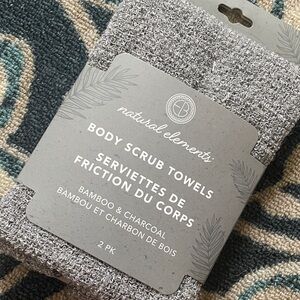 natural elements
BODY SCRUB TOWELS
SERVIETTES DE
FRICTION DU CORPS
BAMBOO & CHARCOAL
BAMBOU ET CHARBON DE BOIS
2 PK